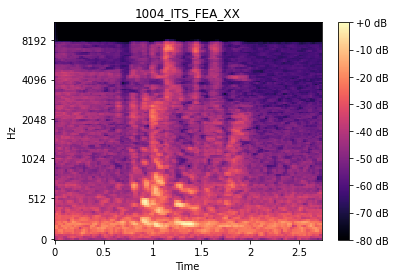 1004_ITS_FEA_XX
Hz
8192
4096
2048
1024
512
0
0
0.5
1
1.5
2
2.5
Time
+0 dB
-10 dB
-20 dB
-30 dB
-40 dB
-50 dB
-60 dB
-70 dB
-80 dB